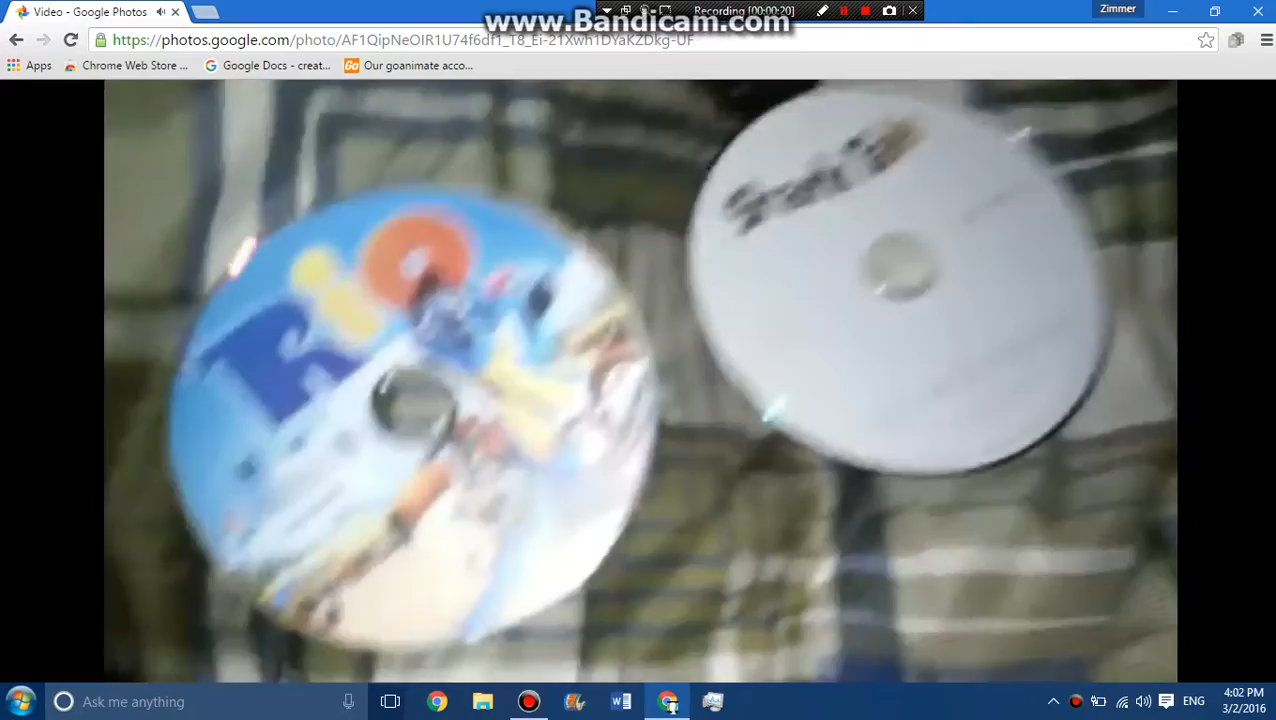 Video - Google Photos
www.Bandicam.com
Recording [00:00:20]
Zimmer
https://photos.google.com/photo/AF1QipNeOIR1U74f6df1_T8_Ei-21Xwh1DYaKZDkg-UF
Apps
Chrome Web Store ...
Google Docs - creat...
Go
Our goanimate acco...
Rio
Ask me anything
ENG
4:02 PM
3/2/2016